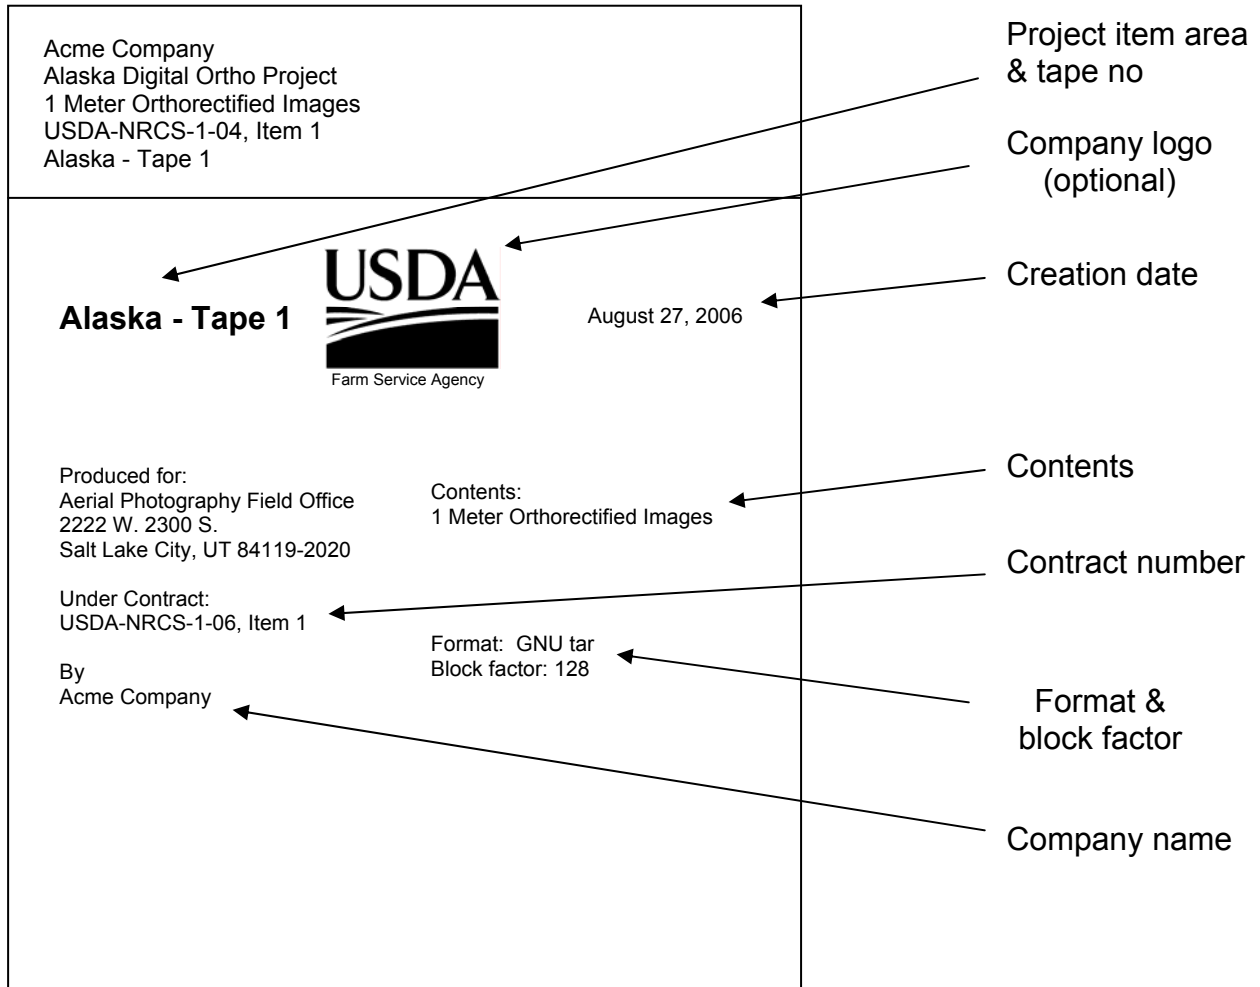 Acme Company
Alaska Digital Ortho Project
1 Meter Orthorectified Images
USDA-NRCS-1-04, Item 1
Alaska - Tape 1
Alaska - Tape 1
USDA
Farm Service Agency
August 27, 2006
Produced for:
Aerial Photography Field Office
2222 W. 2300 S.
Salt Lake City, UT 84119-2020
Under Contract:
USDA-NRCS-1-06, Item 1
By
Acme Company
Contents:
1 Meter Orthorectified Images
Format:  GNU tar
Block factor: 128
Project item area
& tape no
Company logo
(optional)
Creation date
Contents
Contract number
Format &
block factor
Company name